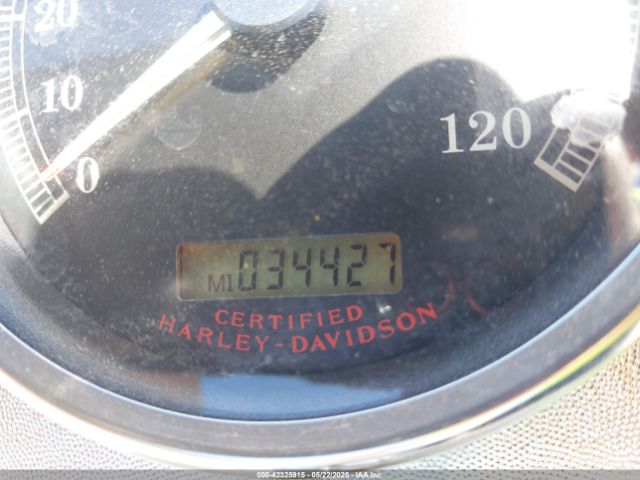 20
10
0
120
MI 034427
CERTIFIED
HARLEY-DAVIDSON
000-42325915 - 05/22/2025 - IAA Inc.